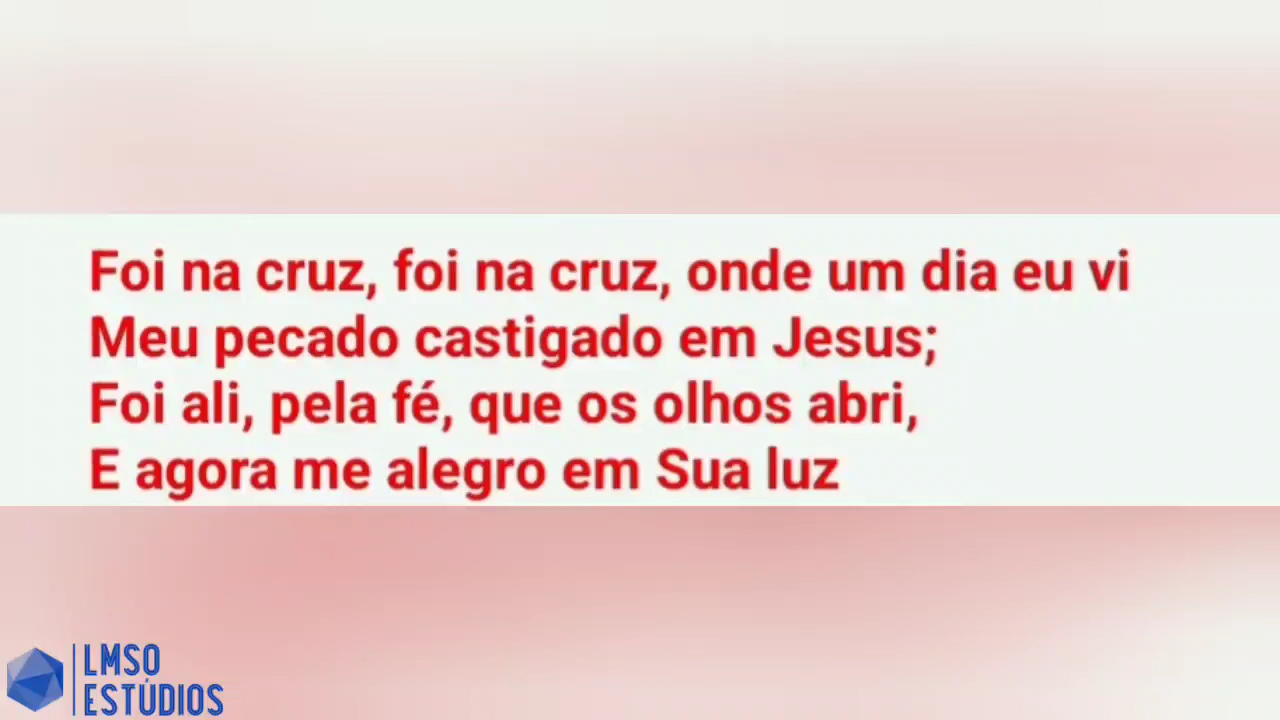 Foi na cruz, foi na cruz, onde um dia eu vi
Meu pecado castigado em Jesus;
Foi ali, pela fé, que os olhos abri,
E agora me alegro em Sua luz
LMSO
ESTÚDIOS